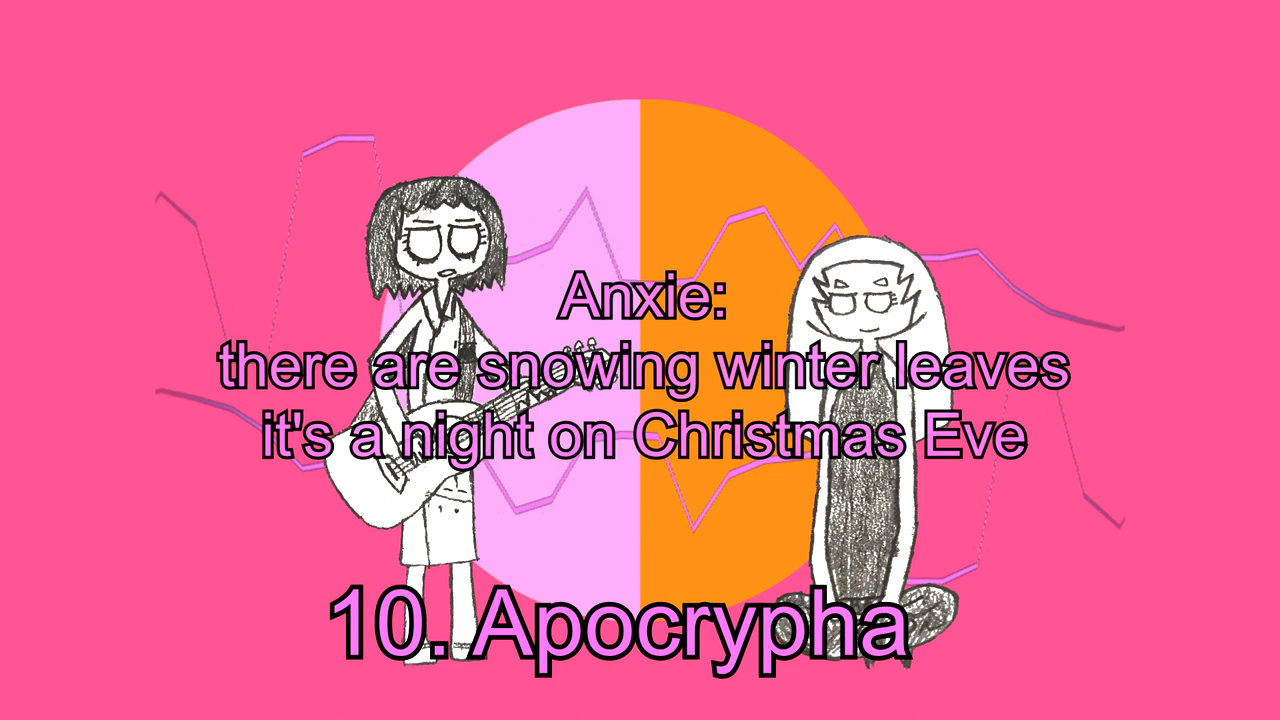 Anxie:
there are snowing winter leaves
it's a night on Christmas Eve
10. Apocrypha